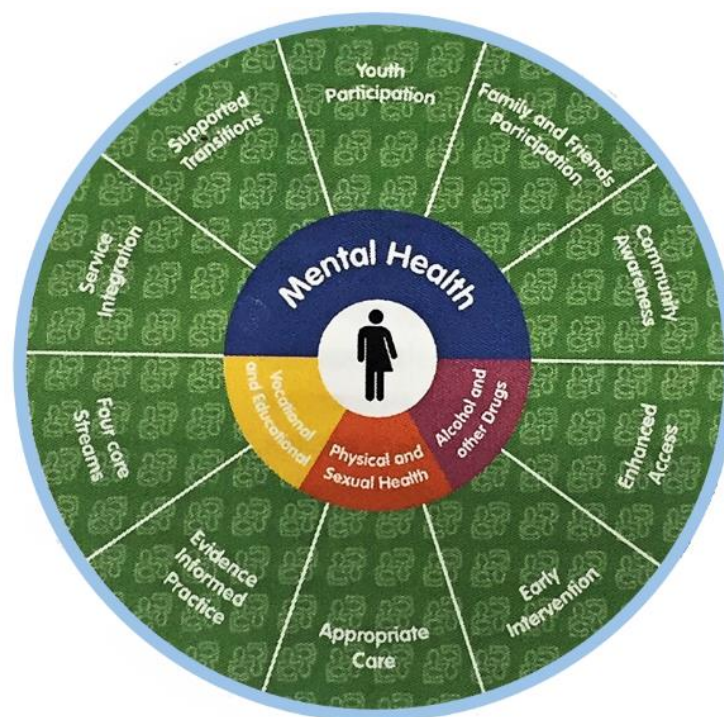 Youth
Participation
Family and Friends
Participation
Community
Awareness
Enhanced
Access
Early
Intervention
Appropriate
Care
Evidence
Informed
Practice
Four care
Streams
Service
Integration
Supported
Transitions
Mental Health
Alcohol and
other Drugs
Physical and
Sexual Health
Vocational
and Educational